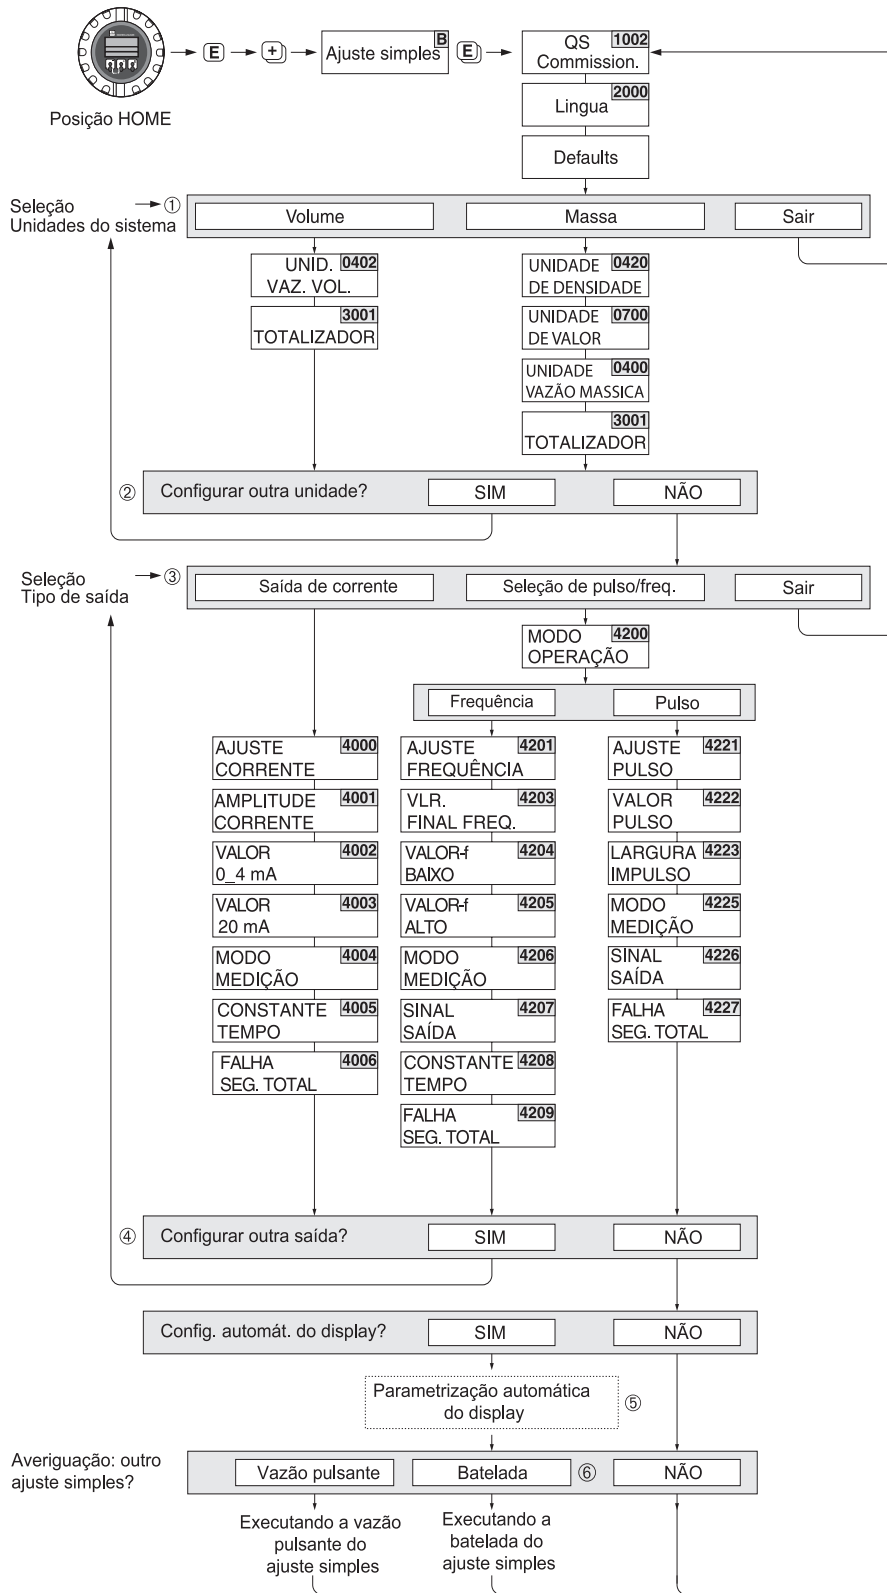 E
+
Ajuste simples B
E
QS 1002
Commission.
Posição HOME
2000
Lingua
Defaults
Seleção
Unidades do sistema
①
Volume
Massa
Sair
UNID. 0402
VAZ. VOL.
3001
TOTALIZADOR
UNIDADE 0420
DE DENSIDADE
UNIDADE 0700
DE VALOR
UNIDADE 0400
VAZÃO MASSICA
3001
TOTALIZADOR
② Configurar outra unidade? SIM NÃO
Seleção
Tipo de saída
③
Saída de corrente
Seleção de pulso/freq.
Sair
MODO 4200
OPERAÇÃO
Frequência
Pulso
AJUSTE 4000
CORRENTE
AMPLITUDE 4001
CORRENTE
VALOR 4002
0_4 mA
VALOR 4003
20 mA
MODO 4004
MEDIÇÃO
CONSTANTE 4005
TEMPO
FALHA 4006
SEG. TOTAL
AJUSTE 4201
FREQUÊNCIA
VLR. 4203
FINAL FREQ.
VALOR-f 4204
BAIXO
VALOR-f 4205
ALTO
MODO 4206
MEDIÇÃO
SINAL 4207
SAÍDA
CONSTANTE 4208
TEMPO
FALHA 4209
SEG. TOTAL
AJUSTE 4221
PULSO
VALOR 4222
PULSO
LARGURA 4223
IMPULSO
MODO 4225
MEDIÇÃO
SINAL 4226
SAÍDA
FALHA 4227
SEG. TOTAL
④ Configurar outra saída? SIM NÃO
Config. automát. do display? SIM NÃO
Parametrização automática
do display
⑤
Averiguação: outro
ajuste simples?
Vazão pulsante
Batelada
⑥
NÃO
Executando a vazão
pulsante do
ajuste simples
Executando a
batelada do
ajuste simples